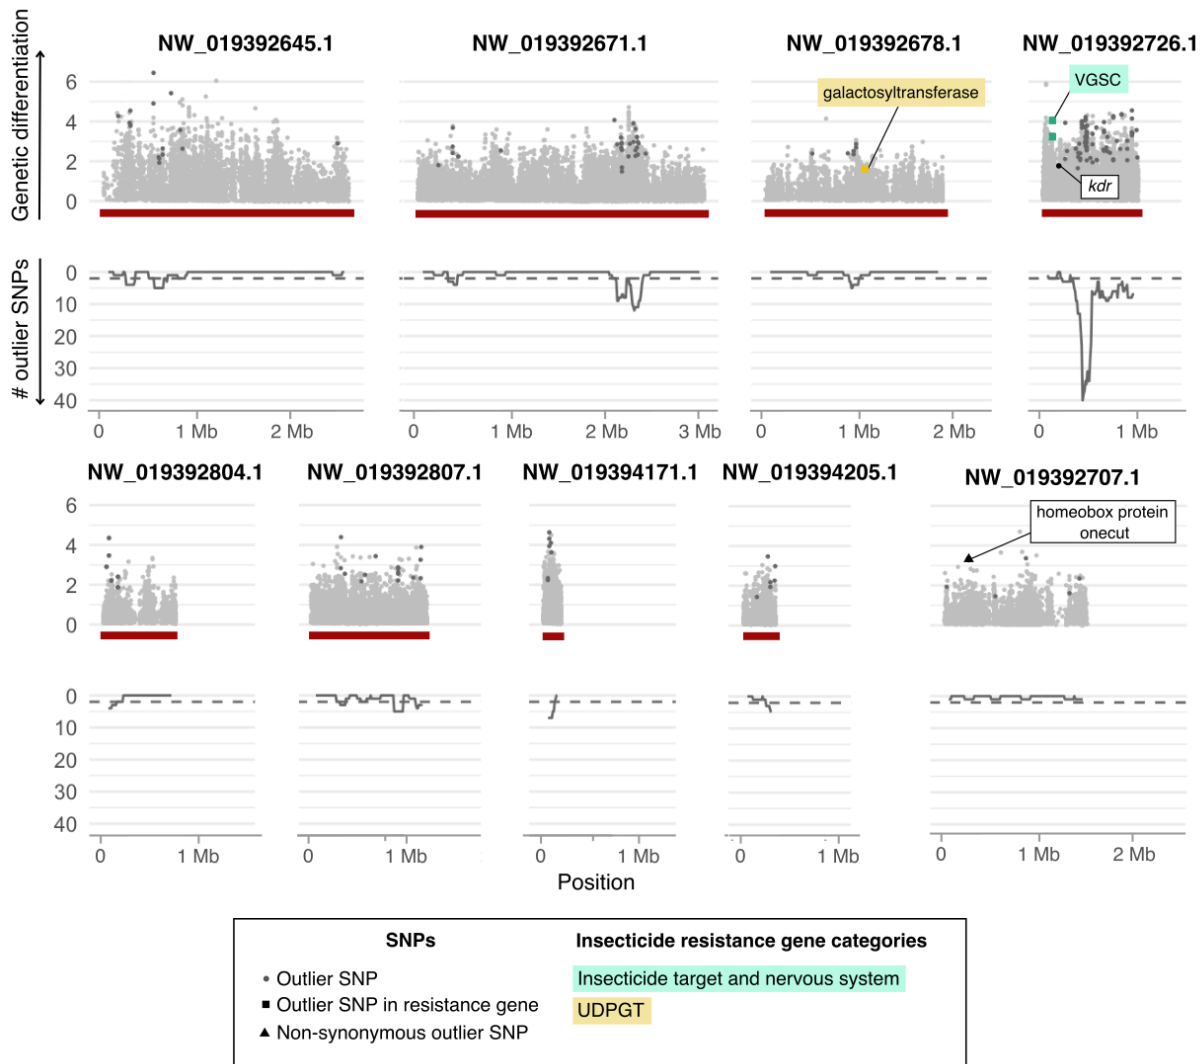 NW_019392645.1
NW_019392671.1
NW_019392678.1
NW_019392726.1
Genetic differentiation
6
4
2
0
galactosyltransferase
VGSC
kdr
# outlier SNPs
0
10
20
30
40
0
1 Mb
2 Mb
0
1 Mb
2 Mb
3 Mb
0
1 Mb
2 Mb
0
1 Mb
NW_019392804.1
NW_019392807.1
NW_019394171.1
NW_019394205.1
NW_019392707.1
6
4
2
0
homeobox protein
onecut
0
10
20
30
40
0
1 Mb
0
1 Mb
0
1 Mb
0
1 Mb
0
1 Mb
2 Mb
Position
SNPs
Outlier SNP
Outlier SNP in resistance gene
Non-synonymous outlier SNP
Insecticide resistance gene categories
Insecticide target and nervous system
UDPGT